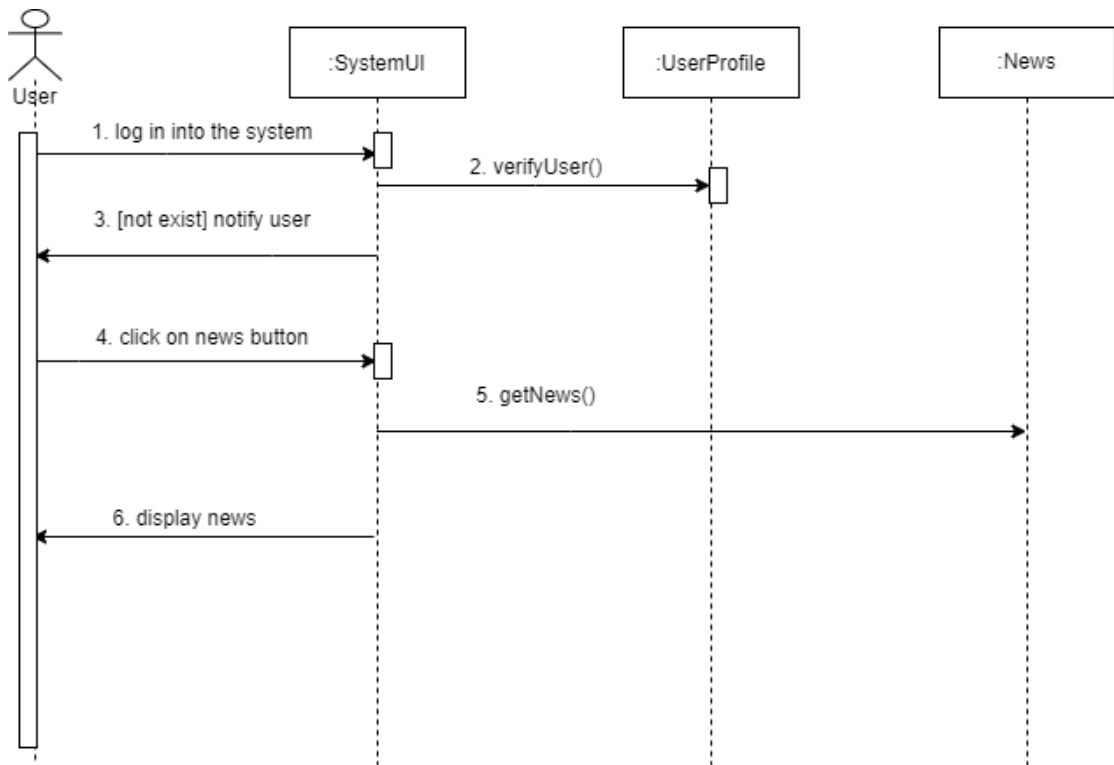 :SystemUI
:UserProfile
:News
User
1. log in into the system
2. verifyUser()
3. [not exist] notify user
4. click on news button
5. getNews()
6. display news